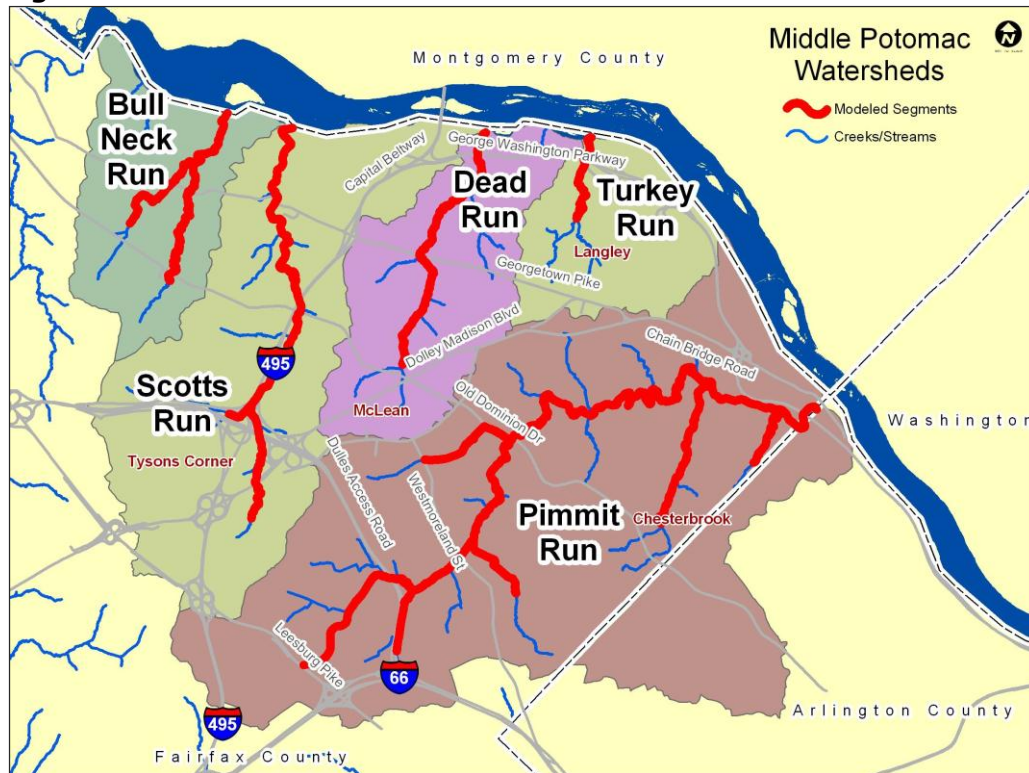 Middle Potomac
Watersheds
N
Modeled Segments
Creeks/Streams
Montgomery County
Bull
Neck
Run
Capital Beltway
George Washington Parkway
Dead
Run
Turkey
Run
Langley
Georgetown Pike
495
Dolley Madison Blvd
Chain Bridge Road
Scotts
Run
McLean
Old Dominion Dr
Washington
Tysons Corner
Dulles Access Road
Westmoreland St
Pimmit
Run
Chesterbrook
Leesburg Pike
66
495
Arlington County
Fairfax County